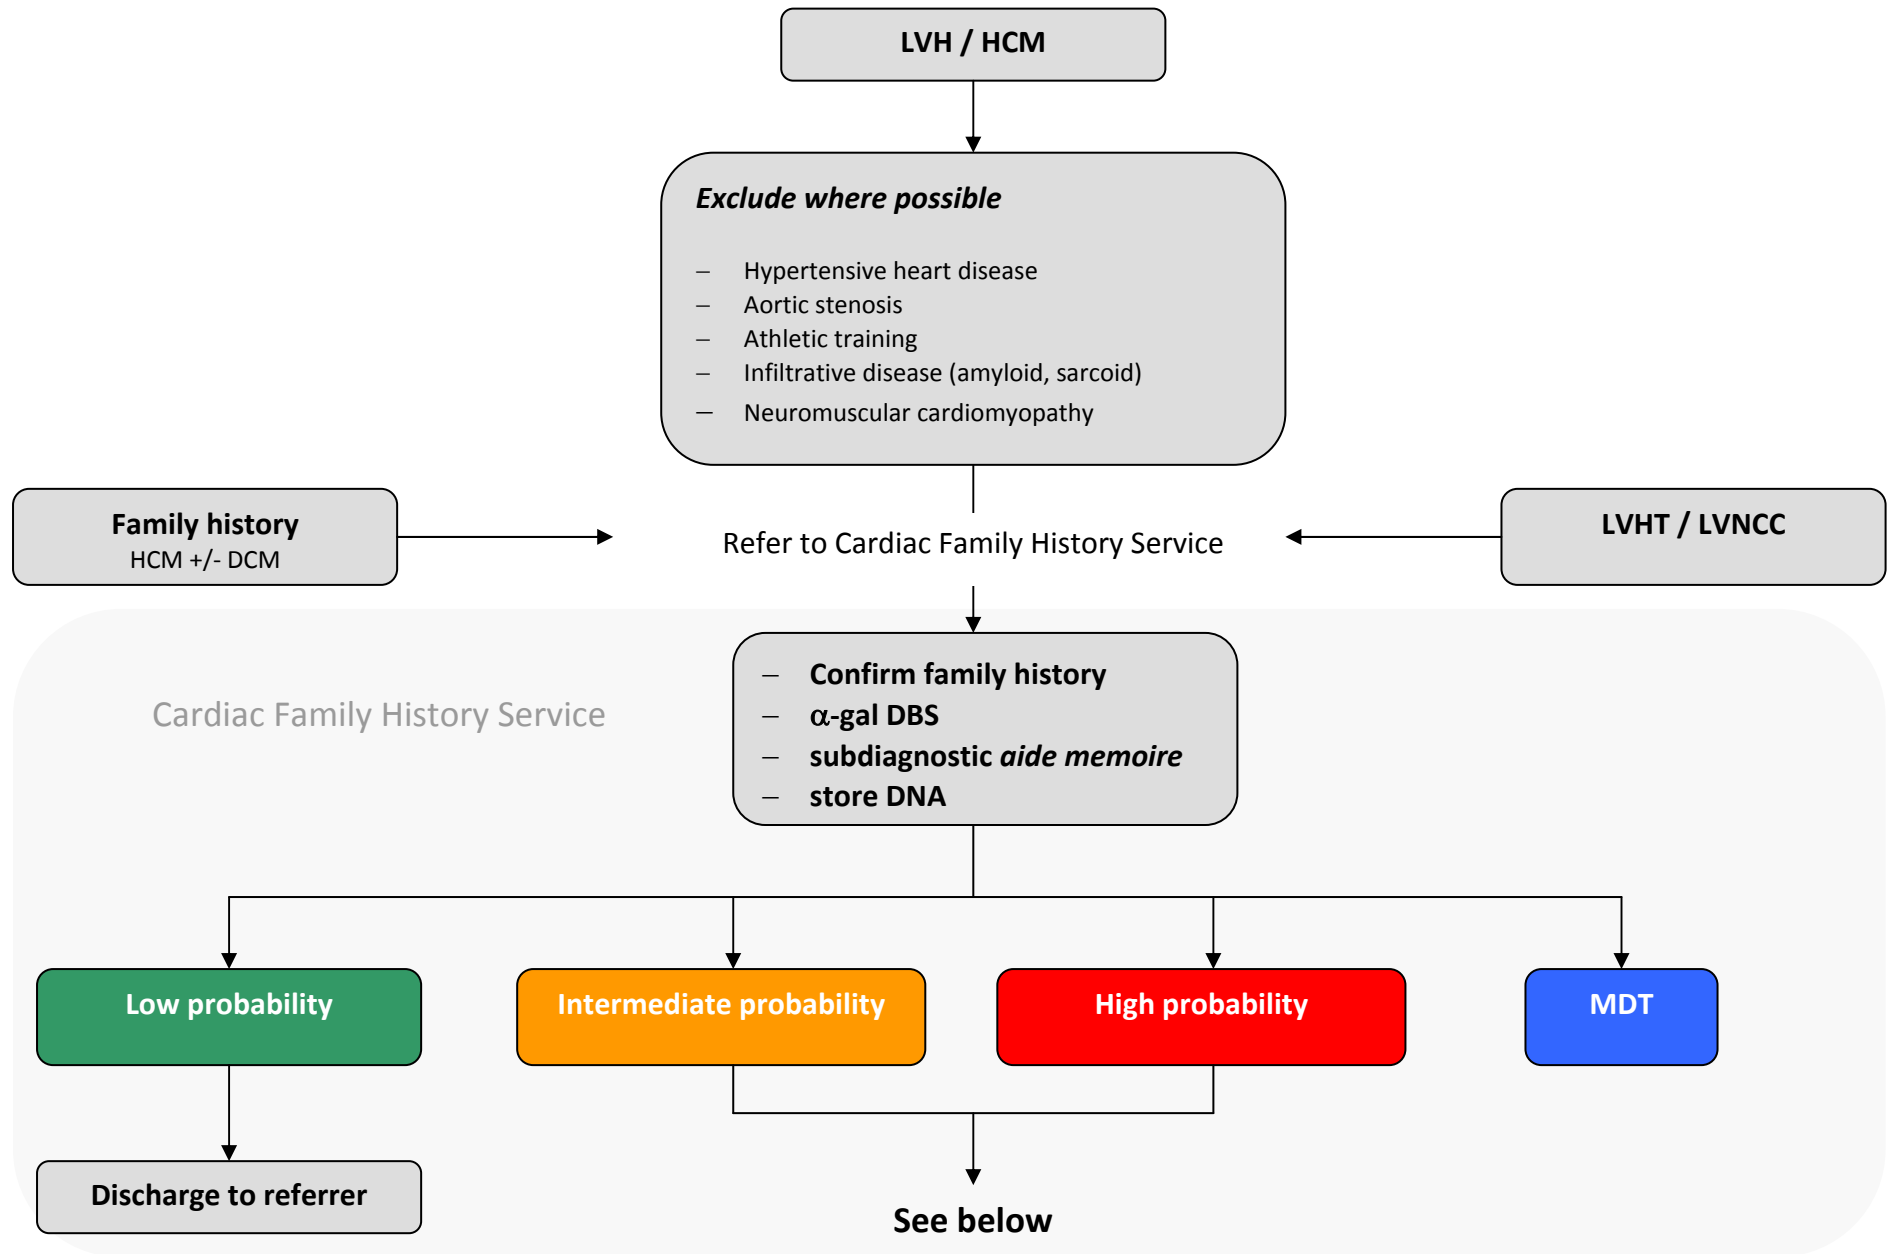 LVH / HCM
Exclude where possible
– Hypertensive heart disease
– Aortic stenosis
– Athletic training
– Infiltrative disease (amyloid, sarcoid)
– Neuromuscular cardiomyopathy
Family history
HCM +/- DCM
Refer to Cardiac Family History Service
LVHT / LVNCC
Cardiac Family History Service
– Confirm family history
– α-gal DBS
– subdiagnostic aide memoire
– store DNA
Low probability
Intermediate probability
High probability
MDT
Discharge to referrer
See below